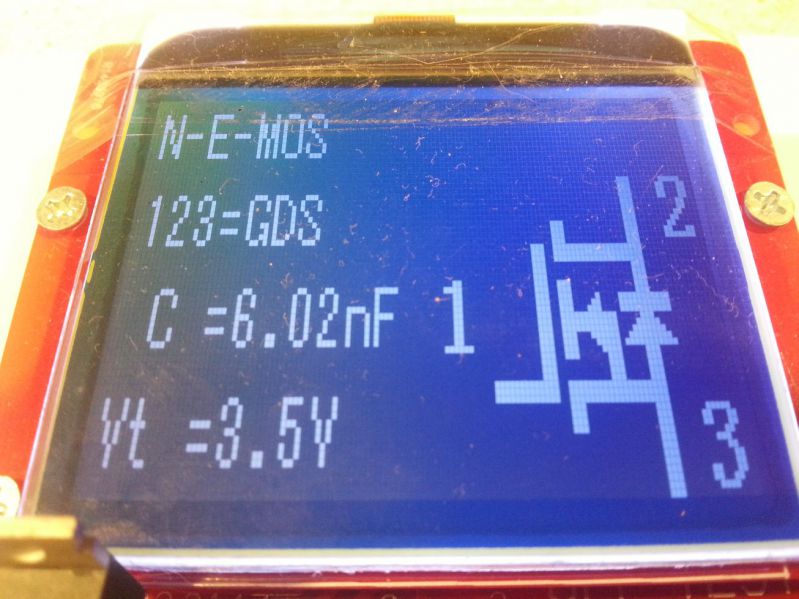 N-E-MOS
123=GDS
C =6.02nF
Vt =3.5V
1
2
3